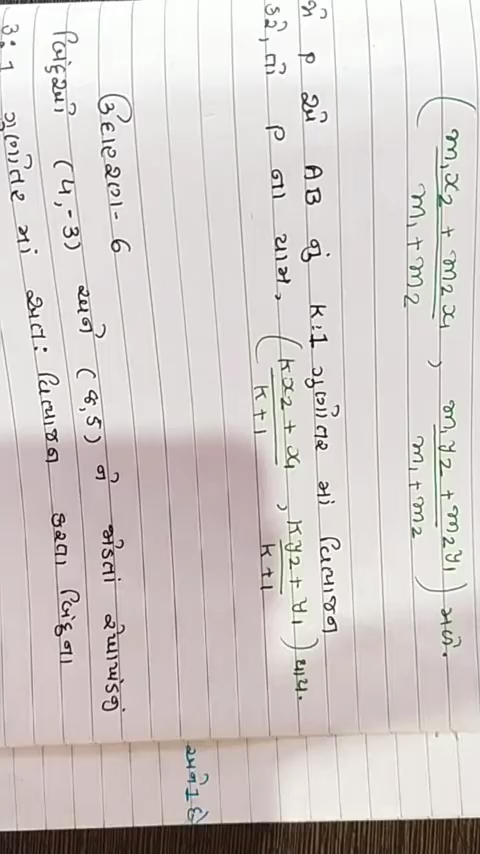 (m₁x₂ + m₂x₁ / m₁ + m₂ , m₁y₂ + m₂y₁ / m₁ + m₂) મળે.
જો P એ AB નું k:1 ગુણોત્તર માં વિભાજન
કરે, તો P ના યામ, (kx₂ + x₁ / k+1 , ky₂ + y₁ / k+1) થાય.
ઉદાહરણ - 6
બિંદુઓ (4, -3) અને (8, 5) ને જોડતાં રેખાખંડનું
3:1 ગુણોત્તર માં અંત: વિભાજન કરતા બિંદુના